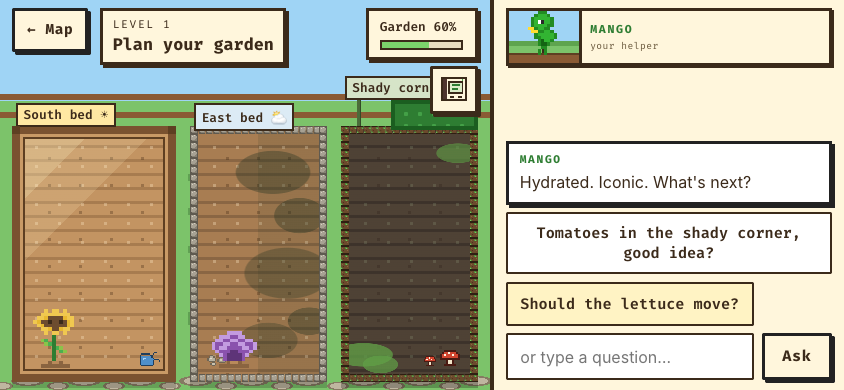 ← Map
LEVEL 1
Plan your garden
Garden 60%
Shady corn
South bed ☀
East bed ⛅
MANGO
your helper
MANGO
Hydrated. Iconic. What's next?
Tomatoes in the shady corner,
good idea?
Should the lettuce move?
or type a question...
Ask